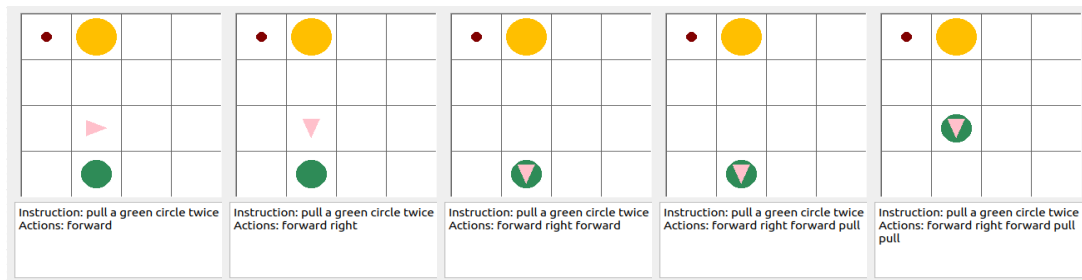 Instruction: pull a green circle twice
Actions: forward
Instruction: pull a green circle twice
Actions: forward right
Instruction: pull a green circle twice
Actions: forward right forward
Instruction: pull a green circle twice
Actions: forward right forward pull
Instruction: pull a green circle twice
Actions: forward right forward pull
pull